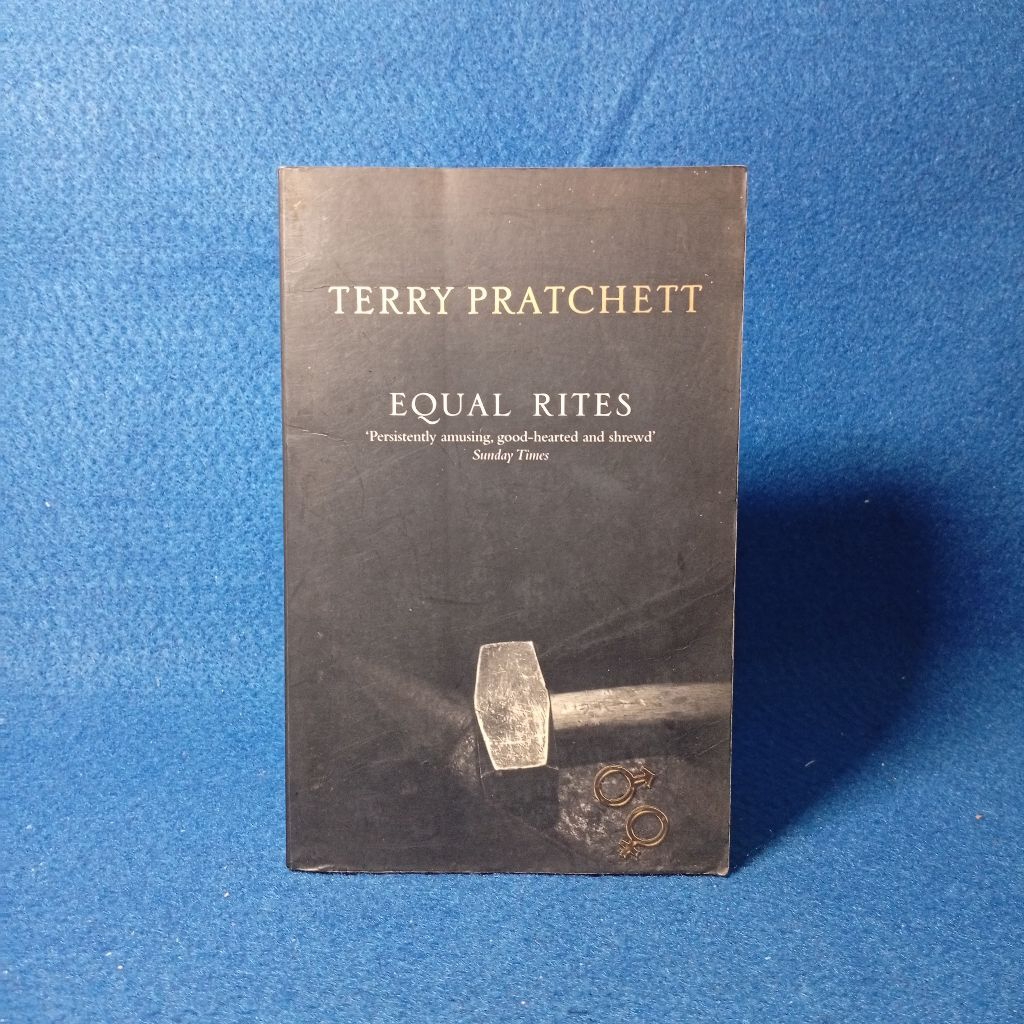 TERRY PRATCHETT
EQUAL RITES
‘Persistently amusing, good-hearted and shrewd’
Sunday Times